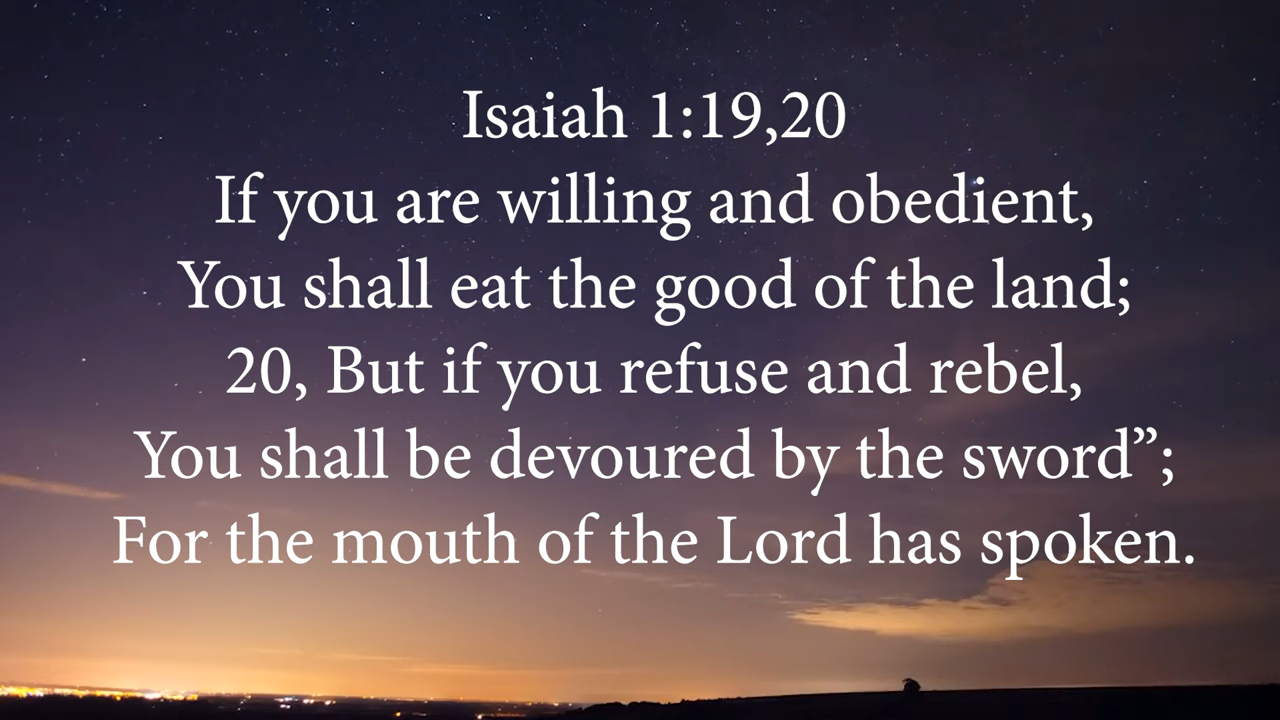 Isaiah 1:19,20
If you are willing and obedient,
You shall eat the good of the land;
20, But if you refuse and rebel,
You shall be devoured by the sword”;
For the mouth of the Lord has spoken.